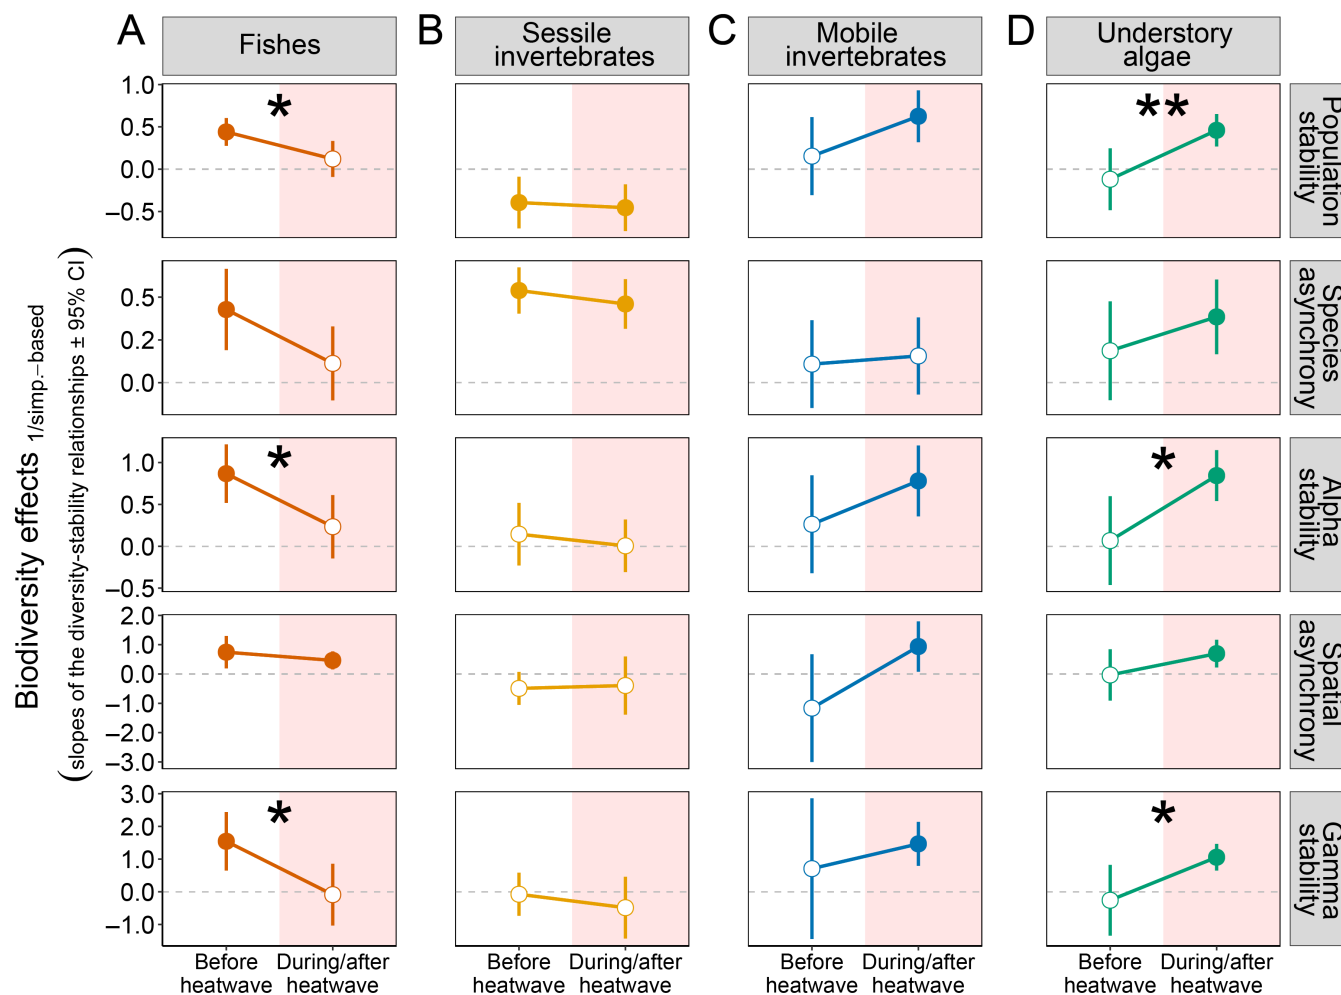 A
Fishes
B
Sessile
invertebrates
C
Mobile
invertebrates
D
Understory
algae
Biodiversity effects 1/simp.–based
(slopes of the diversity-stability relationships ± 95% CI)
1.0
0.5
0.0
−0.5
*
**
Population
stability
0.5
0.2
0.0
Species
asynchrony
1.0
0.5
0.0
−0.5
*
*
Alpha
stability
2.0
1.0
0.0
−1.0
−2.0
−3.0
Spatial
asynchrony
3.0
2.0
1.0
0.0
−1.0
*
*
Gamma
stability
Before
heatwave
During/after
heatwave
Before
heatwave
During/after
heatwave
Before
heatwave
During/after
heatwave
Before
heatwave
During/after
heatwave